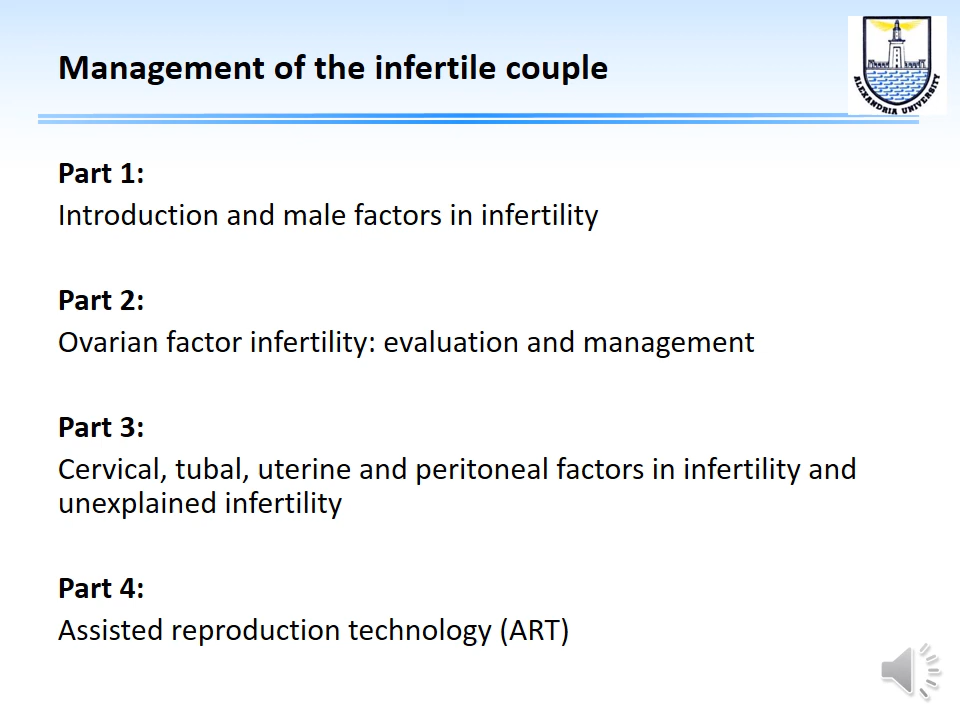 Management of the infertile couple
ALEXANDRIA UNIVERSITY
Part 1:
Introduction and male factors in infertility
Part 2:
Ovarian factor infertility: evaluation and management
Part 3:
Cervical, tubal, uterine and peritoneal factors in infertility and
unexplained infertility
Part 4:
Assisted reproduction technology (ART)